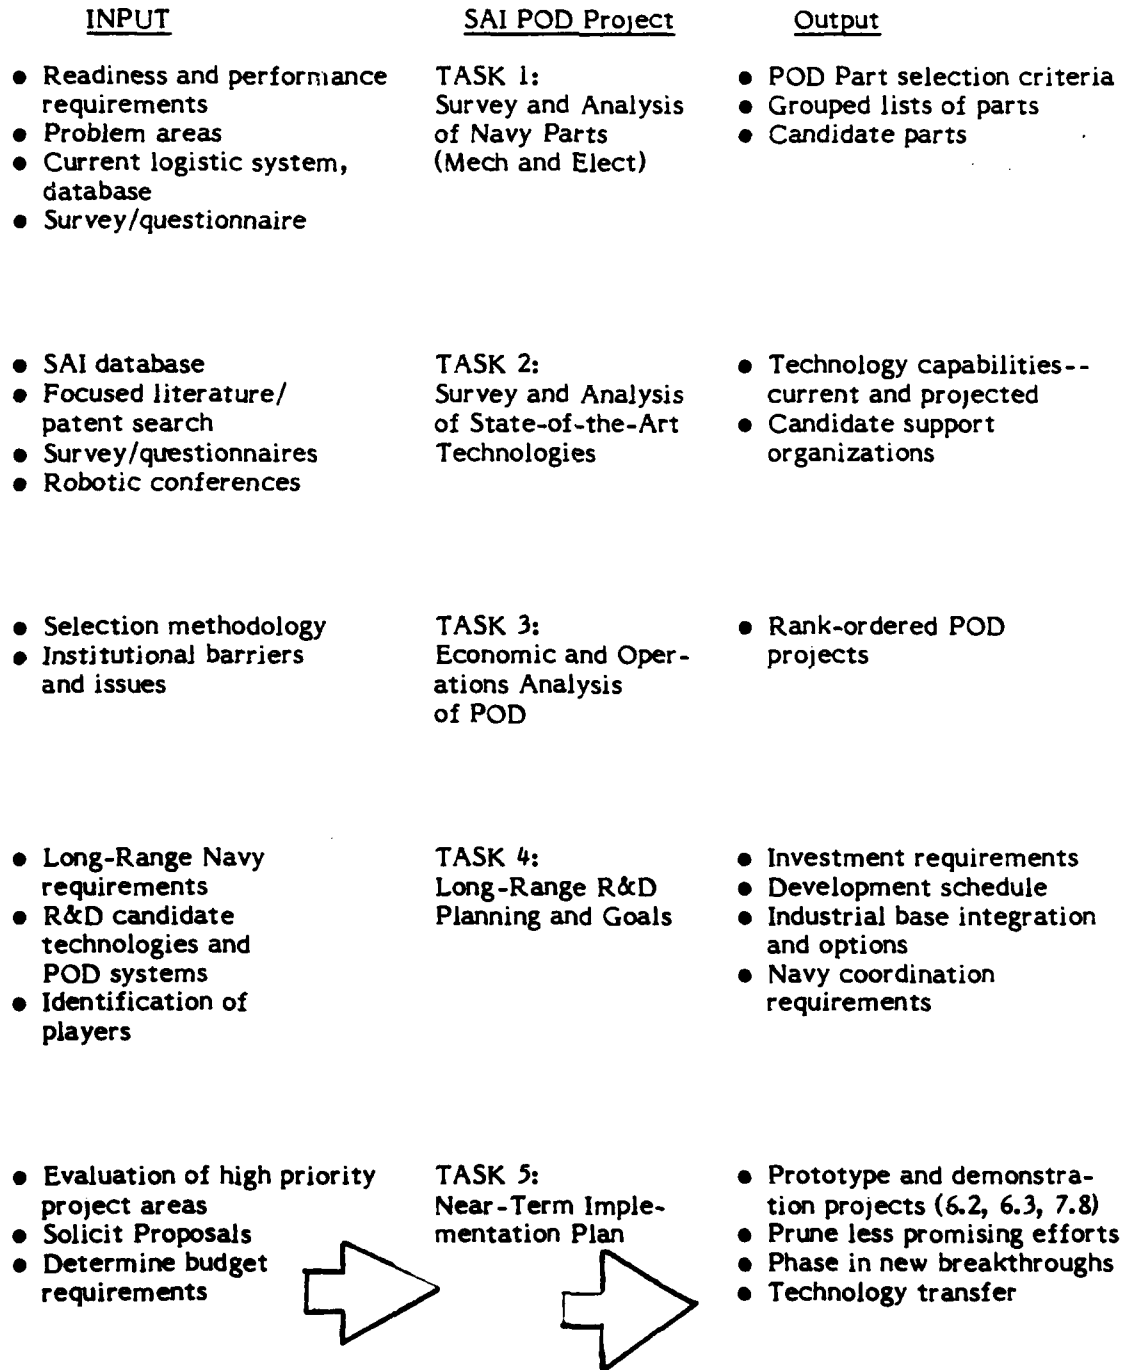 INPUT
SAI POD Project
Output
● Readiness and performance
requirements
● Problem areas
● Current logistic system,
database
● Survey/questionnaire
TASK 1:
Survey and Analysis
of Navy Parts
(Mech and Elect)
● POD Part selection criteria
● Grouped lists of parts
● Candidate parts
● SAI database
● Focused literature/
patent search
● Survey/questionnaires
● Robotic conferences
TASK 2:
Survey and Analysis
of State-of-the-Art
Technologies
● Technology capabilities--
current and projected
● Candidate support
organizations
● Selection methodology
● Institutional barriers
and issues
TASK 3:
Economic and Oper-
ations Analysis
of POD
● Rank-ordered POD
projects
● Long-Range Navy
requirements
● R&D candidate
technologies and
POD systems
● Identification of
players
TASK 4:
Long-Range R&D
Planning and Goals
● Investment requirements
● Development schedule
● Industrial base integration
and options
● Navy coordination
requirements
● Evaluation of high priority
project areas
● Solicit Proposals
● Determine budget
requirements
TASK 5:
Near-Term Imple-
mentation Plan
● Prototype and demonstra-
tion projects (6.2, 6.3, 7.8)
● Prune less promising efforts
● Phase in new breakthroughs
● Technology transfer